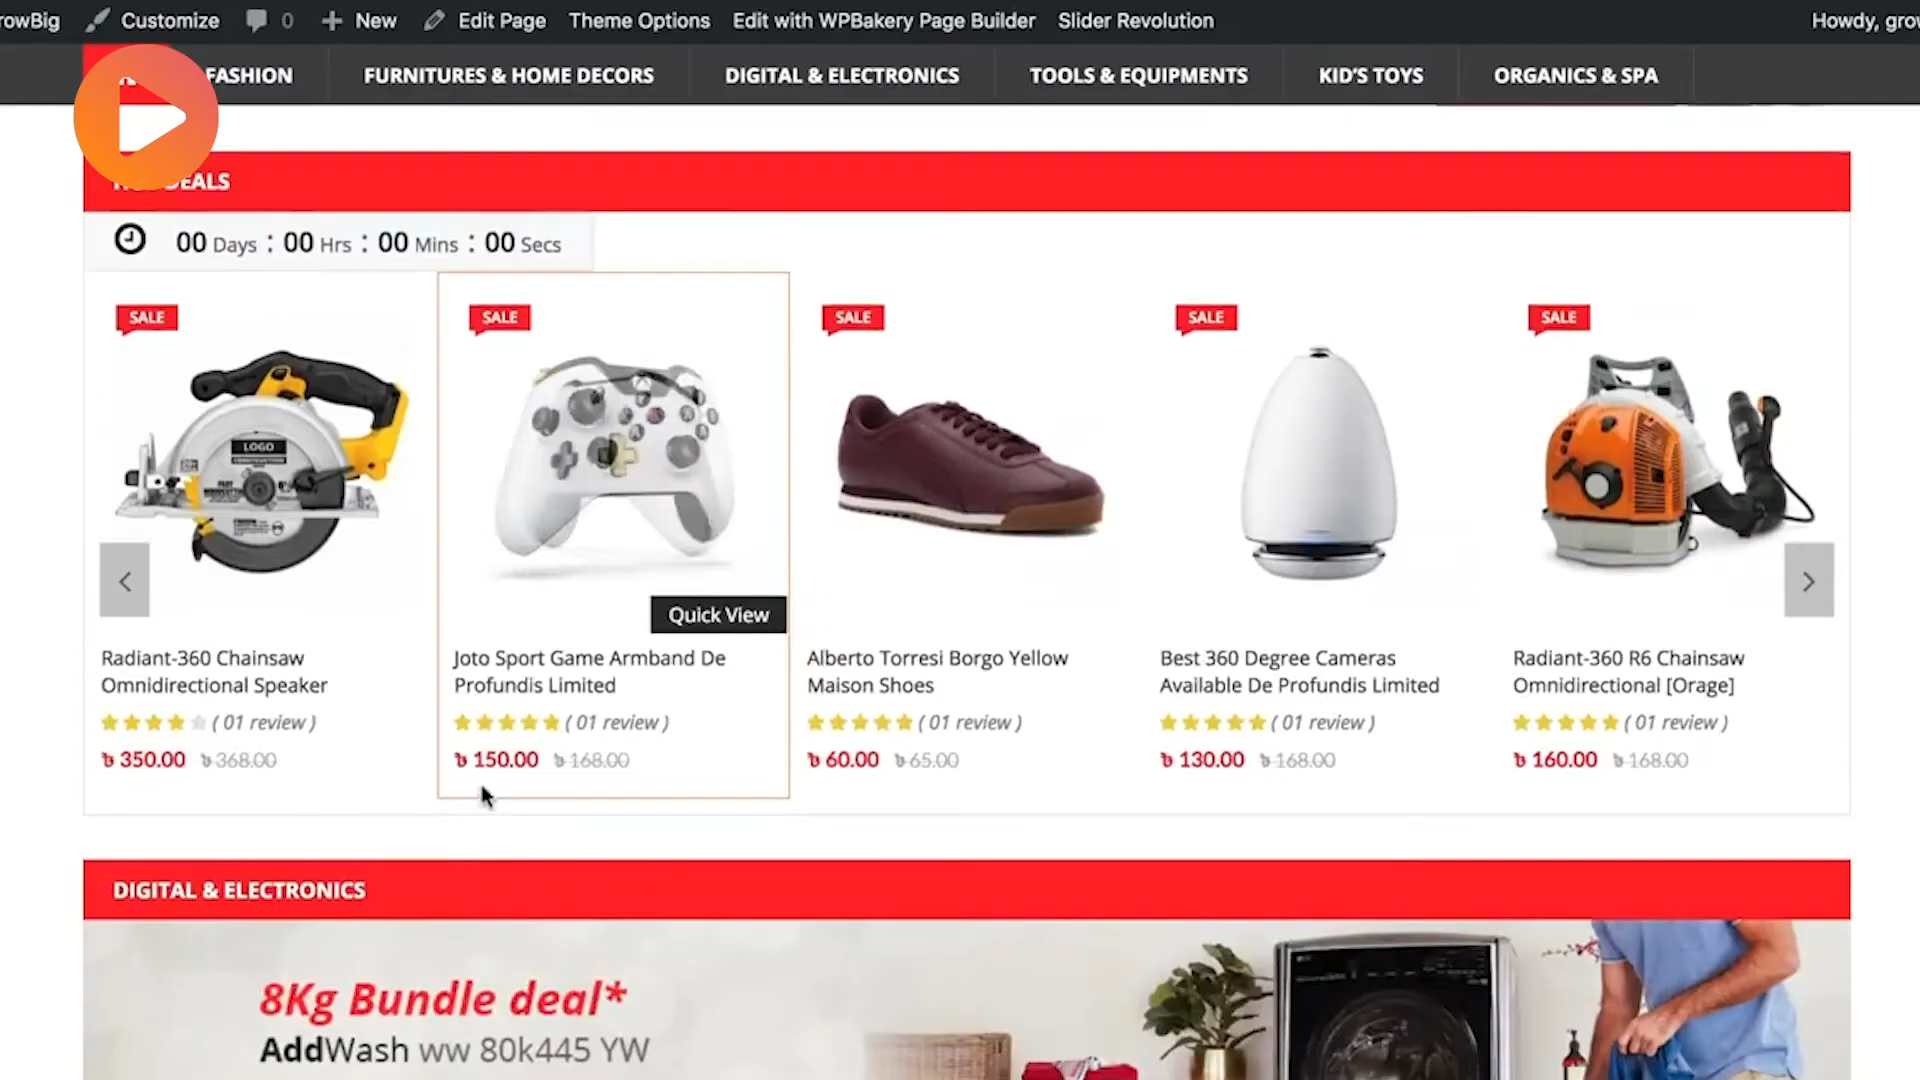 rowBig Customize 0 New Edit Page Theme Options Edit with WPBakery Page Builder Slider Revolution Howdy, grow
FASHION FURNITURES & HOME DECORS DIGITAL & ELECTRONICS TOOLS & EQUIPMENTS KID'S TOYS ORGANICS & SPA
DEALS
00 Days : 00 Hrs : 00 Mins : 00 Secs
SALE SALE SALE SALE SALE
LOGO
Quick View
Radiant-360 Chainsaw
Omnidirectional Speaker
( 01 review )
৳ 350.00 ৳ 368.00
Joto Sport Game Armband De
Profundis Limited
( 01 review )
৳ 150.00 ৳ 168.00
Alberto Torresi Borgo Yellow
Maison Shoes
( 01 review )
৳ 60.00 ৳ 65.00
Best 360 Degree Cameras
Available De Profundis Limited
( 01 review )
৳ 130.00 ৳ 168.00
Radiant-360 R6 Chainsaw
Omnidirectional [Orage]
( 01 review )
৳ 160.00 ৳ 168.00
DIGITAL & ELECTRONICS
8Kg Bundle deal*
AddWash ww 80k445 YW